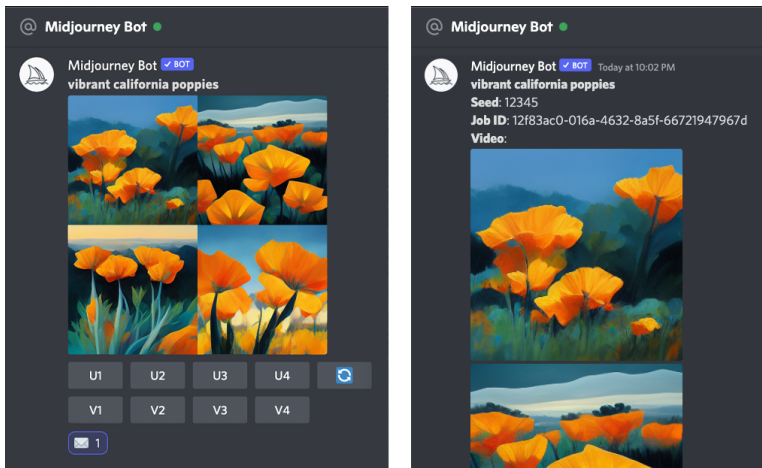 @ Midjourney Bot
Midjourney Bot ✓ BOT
vibrant california poppies
U1 U2 U3 U4
V1 V2 V3 V4
1
@ Midjourney Bot
Midjourney Bot ✓ BOT Today at 10:02 PM
vibrant california poppies
Seed: 12345
Job ID: 12f83ac0-016a-4632-8a5f-66721947967d
Video: